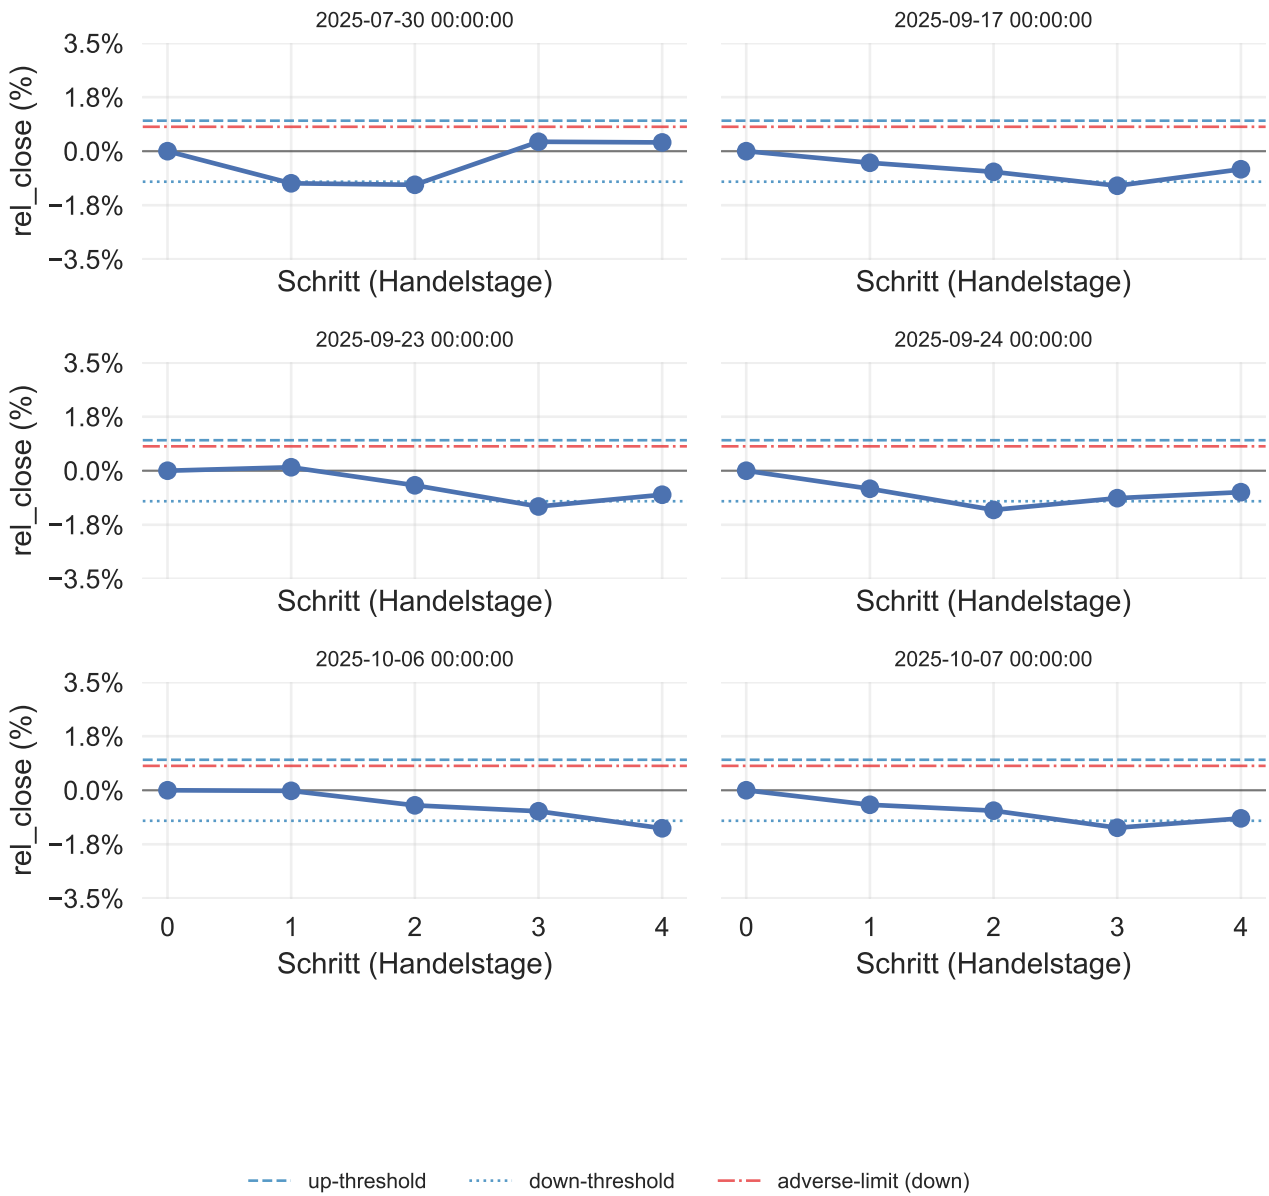 2025-07-30 00:00:00
2025-09-17 00:00:00
3.5%
1.8%
0.0%
−1.8%
−3.5%
rel_close (%)
Schritt (Handelstage)
Schritt (Handelstage)
2025-09-23 00:00:00
2025-09-24 00:00:00
3.5%
1.8%
0.0%
−1.8%
−3.5%
rel_close (%)
Schritt (Handelstage)
Schritt (Handelstage)
2025-10-06 00:00:00
2025-10-07 00:00:00
3.5%
1.8%
0.0%
−1.8%
−3.5%
rel_close (%)
0 1 2 3 4
0 1 2 3 4
Schritt (Handelstage)
Schritt (Handelstage)
up-threshold
down-threshold
adverse-limit (down)